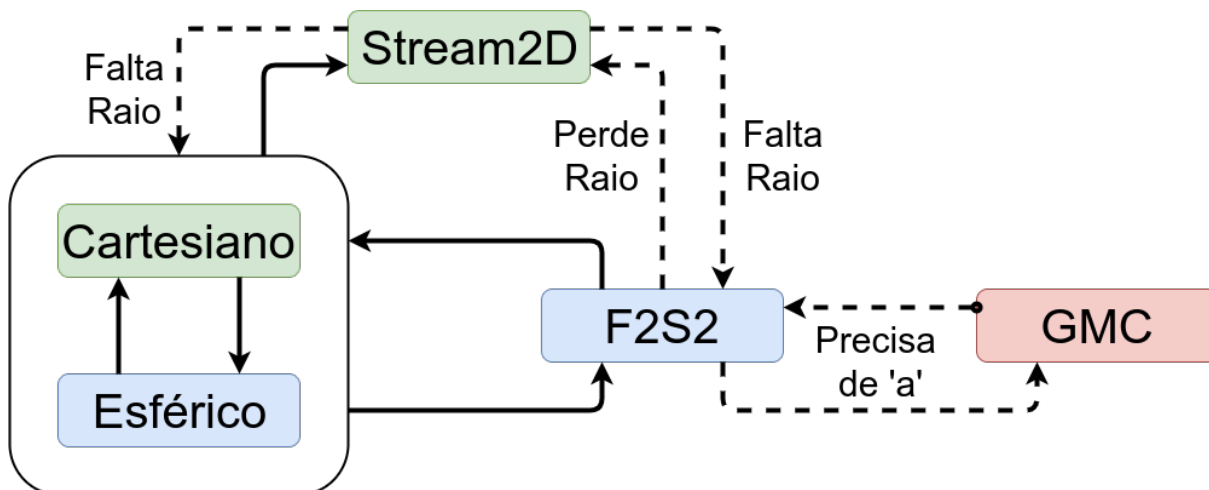 Stream2D
Falta
Raio
Perde
Raio
Falta
Raio
Cartesiano
Esférico
F2S2
Precisa
de 'a'
GMC